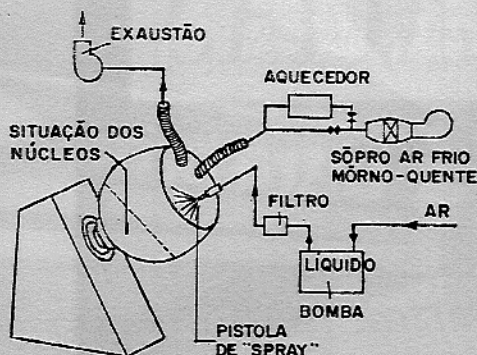 EXAUSTÃO
AQUECEDOR
SITUAÇÃO DOS
NÚCLEOS
SÔPRO AR FRIO
MÔRNO-QUENTE
FILTRO
AR
LÍQUIDO
BOMBA
PISTOLA
DE "SPRAY"